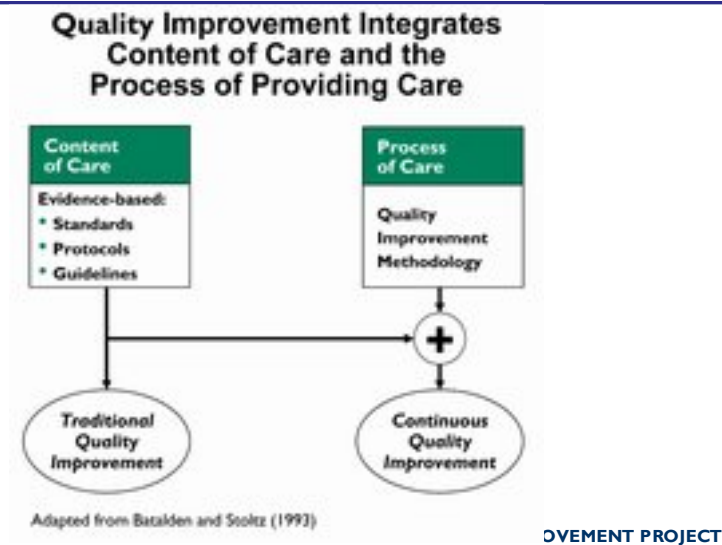 Quality Improvement Integrates
Content of Care and the
Process of Providing Care
Content
of Care
Evidence-based:
• Standards
• Protocols
• Guidelines
Process
of Care
Quality
Improvement
Methodology
+
Traditional
Quality
Improvement
Continuous
Quality
Improvement
Adapted from Batalden and Stoltz (1993)
OVEMENT PROJECT